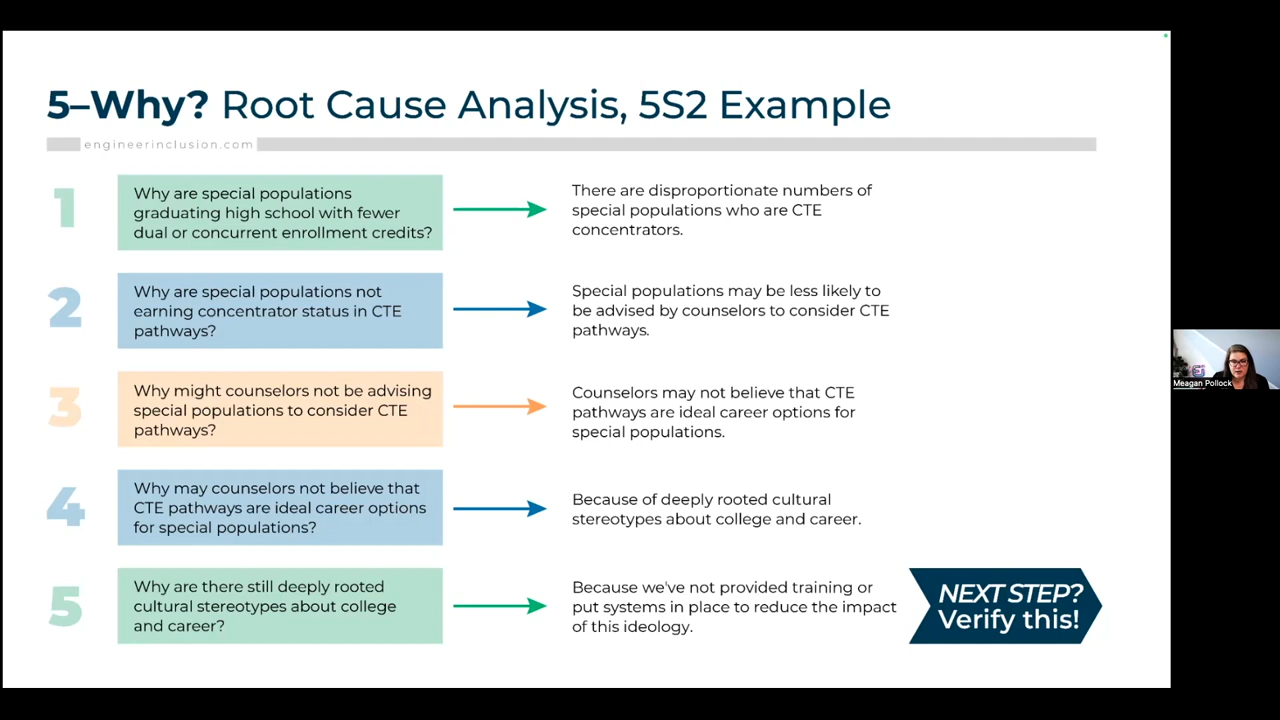 5–Why? Root Cause Analysis, 5S2 Example
engineerinclusion.com
1
Why are special populations
graduating high school with fewer
dual or concurrent enrollment credits?
There are disproportionate numbers of
special populations who are CTE
concentrators.
2
Why are special populations not
earning concentrator status in CTE
pathways?
Special populations may be less likely to
be advised by counselors to consider CTE
pathways.
3
Why might counselors not be advising
special populations to consider CTE
pathways?
Counselors may not believe that CTE
pathways are ideal career options for
special populations.
4
Why may counselors not believe that
CTE pathways are ideal career options
for special populations?
Because of deeply rooted cultural
stereotypes about college and career.
5
Why are there still deeply rooted
cultural stereotypes about college
and career?
Because we've not provided training or
put systems in place to reduce the impact
of this ideology.
NEXT STEP?
Verify this!
Meagan Pollock